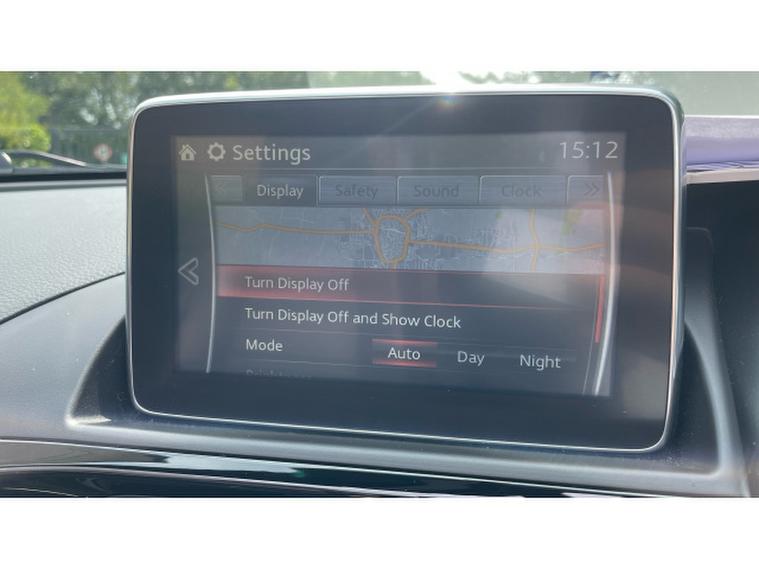 Settings 15:12
Display Safety Sound Clock
Turn Display Off
Turn Display Off and Show Clock
Mode Auto Day Night